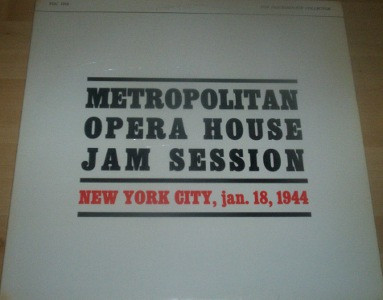 METROPOLITAN
OPERA HOUSE
JAM SESSION
NEW YORK CITY, jan. 18, 1944